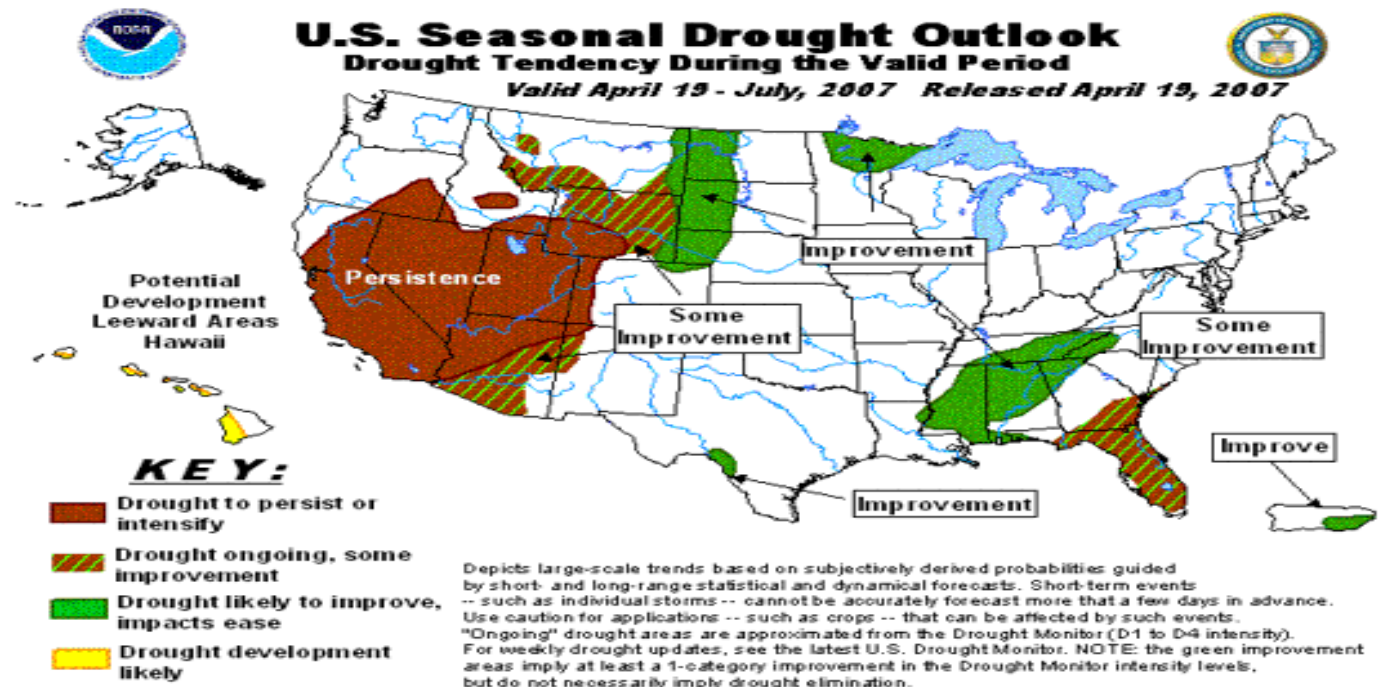 NOAA
U.S. Seasonal Drought Outlook
Drought Tendency During the Valid Period
Valid April 19 - July, 2007 Released April 19, 2007
Improvement
Persistence
Potential
Development
Leeward Areas
Hawaii
Some
Improvement
Some
Improvement
Improve
Improvement
KEY:
Drought to persist or
intensify
Drought ongoing, some
improvement
Drought likely to improve,
impacts ease
Drought development
likely
Depicts large-scale trends based on subjectively derived probabilities guided
by short- and long-range statistical and dynamical forecasts. Short-term events
-- such as individual storms -- cannot be accurately forecast more that a few days in advance.
Use caution for applications -- such as crops -- that can be affected by such events.
"Ongoing" drought areas are approximated from the Drought Monitor (D1 to D4 intensity).
For weekly drought updates, see the latest U.S. Drought Monitor. NOTE: the green improvement
areas imply at least a 1-category improvement in the Drought Monitor intensity levels,
but do not necessarily imply drought elimination.